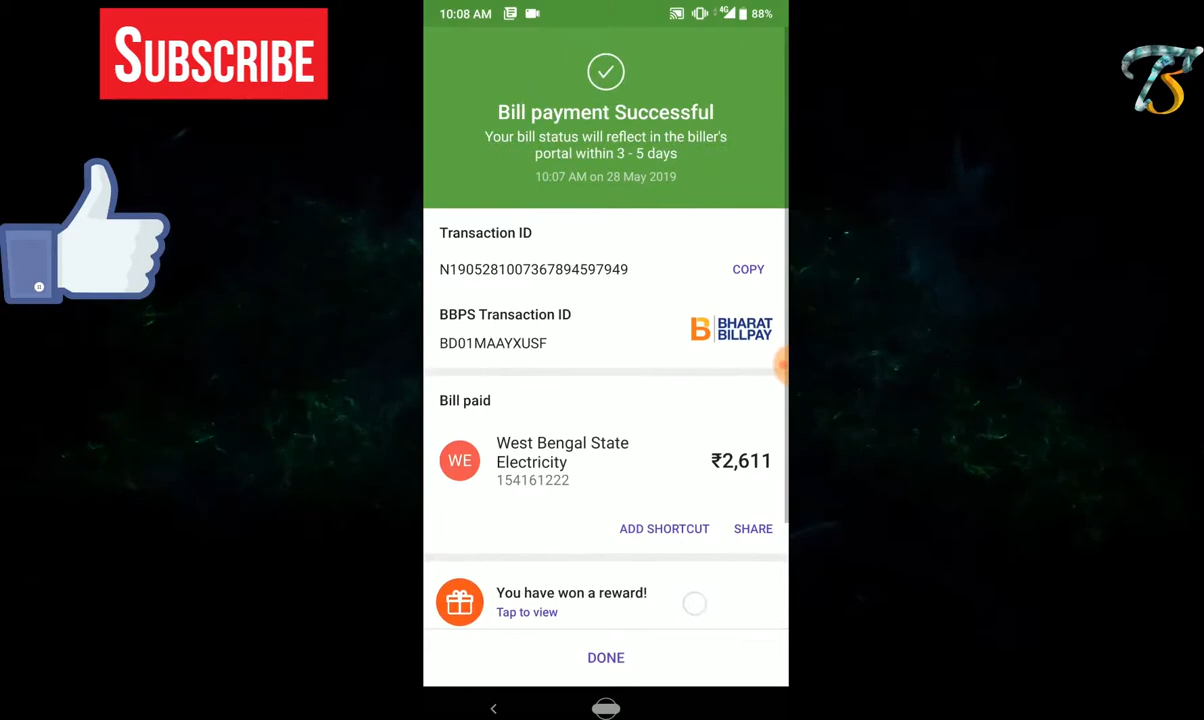 SUBSCRIBE
10:08 AM
4G
88%
TS
Bill payment Successful
Your bill status will reflect in the biller's
portal within 3 - 5 days
10:07 AM on 28 May 2019
Transaction ID
N1905281007367894597949
COPY
BBPS Transaction ID
BD01MAAYXUSF
B BHARAT
BILLPAY
Bill paid
WE
West Bengal State
Electricity
154161222
₹2,611
ADD SHORTCUT SHARE
You have won a reward!
Tap to view
DONE